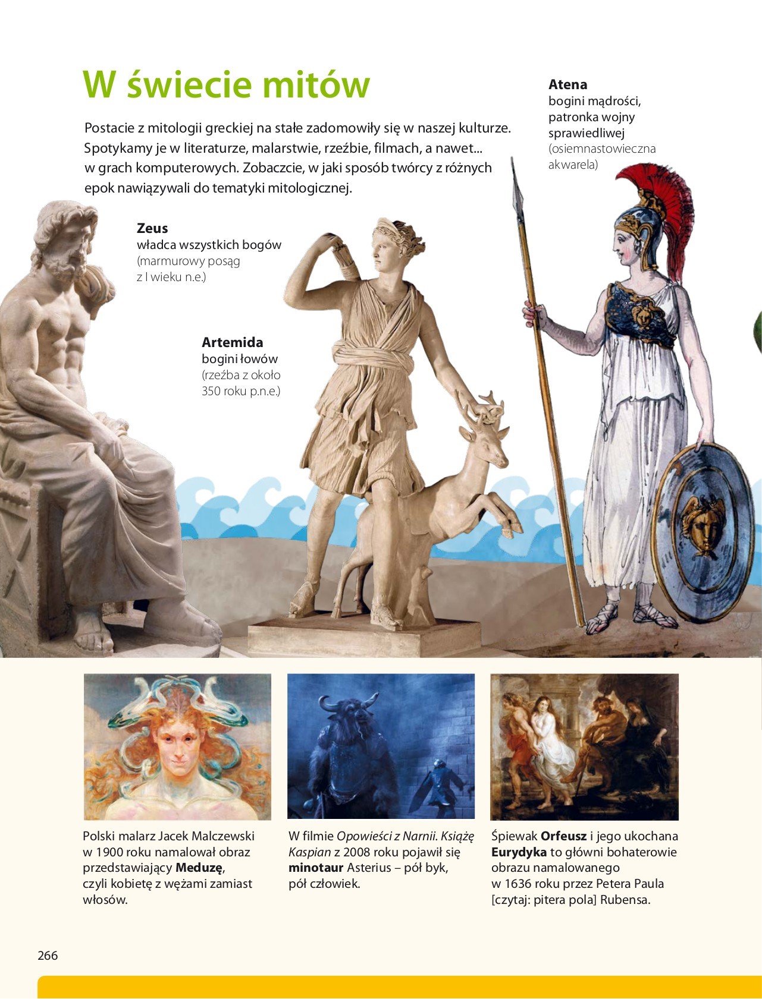 W świecie mitów
Postacie z mitologii greckiej na stałe zadomowiły się w naszej kulturze.
Spotykamy je w literaturze, malarstwie, rzeźbie, filmach, a nawet...
w grach komputerowych. Zobaczcie, w jaki sposób twórcy z różnych
epok nawiązywali do tematyki mitologicznej.
Atena
bogini mądrości,
patronka wojny
sprawiedliwej
(osiemnastowieczna
akwarela)
Zeus
władca wszystkich bogów
(marmurowy posąg
z I wieku n.e.)
Artemida
bogini łowów
(rzeźba z około
350 roku p.n.e.)
Polski malarz Jacek Malczewski
w 1900 roku namalował obraz
przedstawiający Meduzę,
czyli kobietę z wężami zamiast
włosów.
W filmie Opowieści z Narnii. Książę
Kaspian z 2008 roku pojawił się
minotaur Asterius – pół byk,
pół człowiek.
Śpiewak Orfeusz i jego ukochana
Eurydyka to główni bohaterowie
obrazu namalowanego
w 1636 roku przez Petera Paula
[czytaj: pitera pola] Rubensa.
266